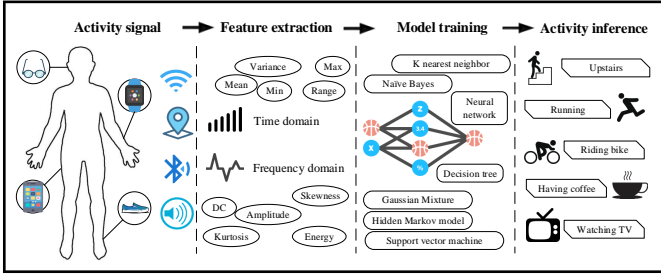 Activity signal
Feature extraction
Model training
Activity inference
Variance
Max
Mean
Min
Range
Time domain
Frequency domain
Skewness
DC
Amplitude
Kurtosis
Energy
K nearest neighbor
Naïve Bayes
Neural
network
Decision tree
Gaussian Mixture
Hidden Markov model
Support vector machine
Upstairs
Running
Riding bike
Having coffee
Watching TV